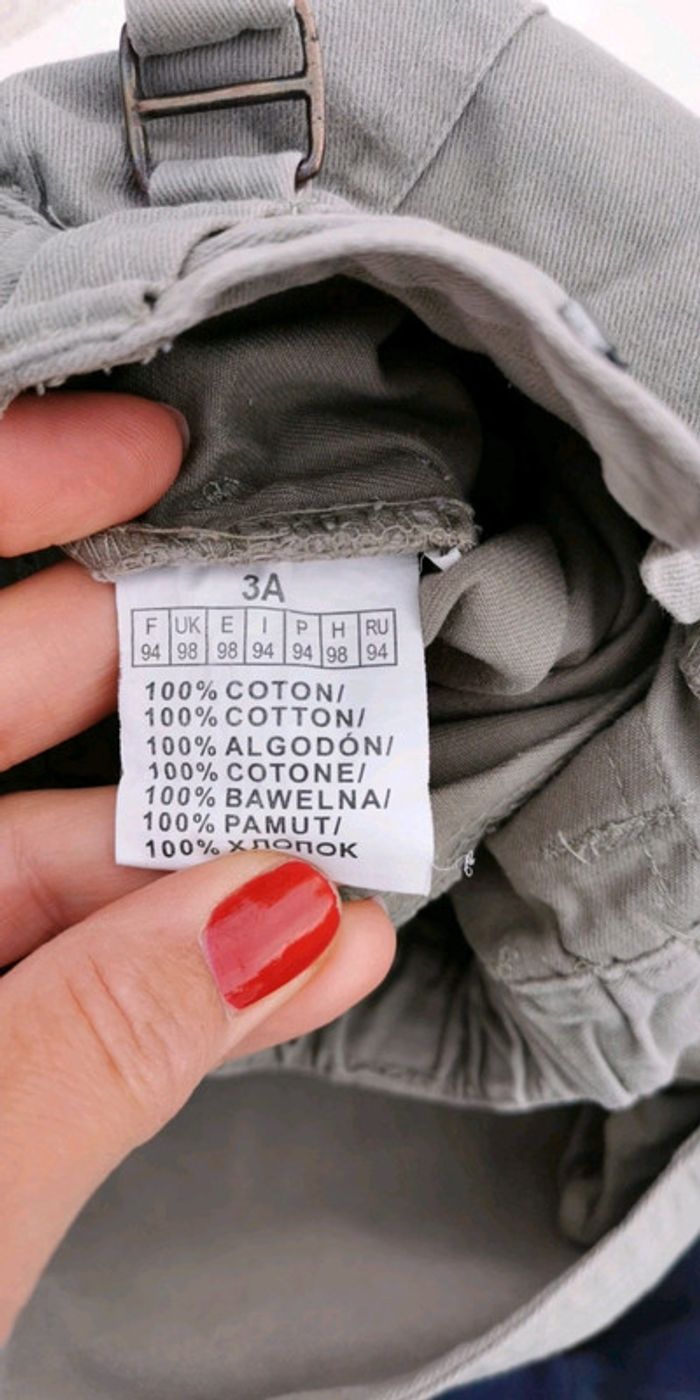 3A
F UK E I P H RU
94 98 98 94 94 98 94
100% COTON/
100% COTTON/
100% ALGODÓN/
100% COTONE/
100% BAWELNA/
100% PAMUT/
100% ХЛОПОК